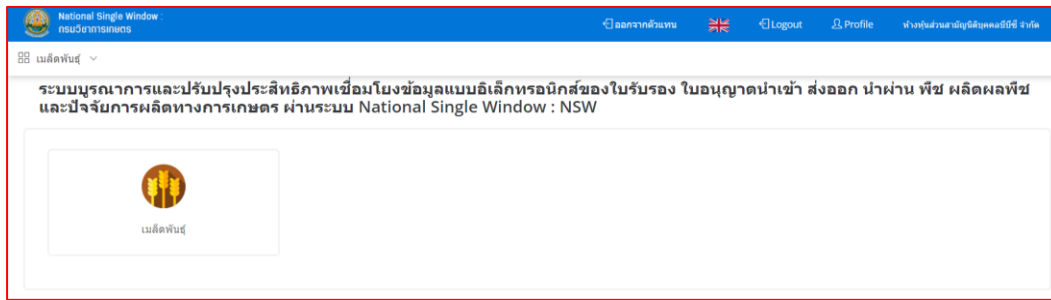 National Single Window :
กรมวิชาการเกษตร
ออกจากตัวแทน
Logout
Profile
ห้างหุ้นส่วนสามัญนิติบุคคลบีบีซี จำกัด
เมล็ดพันธุ์
ระบบบูรณาการและปรับปรุงประสิทธิภาพเชื่อมโยงข้อมูลแบบอิเล็กทรอนิกส์ของใบรับรอง ใบอนุญาตนำเข้า ส่งออก นำผ่าน พืช ผลิตผลพืช
และปัจจัยการผลิตทางการเกษตร ผ่านระบบ National Single Window : NSW
เมล็ดพันธุ์